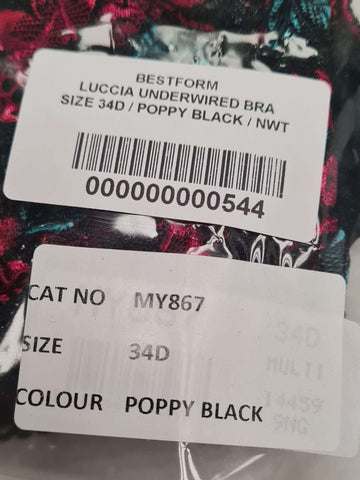 BESTFORM
LUCCIA UNDERWIRED BRA
SIZE 34D / POPPY BLACK / NWT
000000000544
CAT NO MY867
SIZE 34D
COLOUR POPPY BLACK
34D
MULTI
14459
9NG